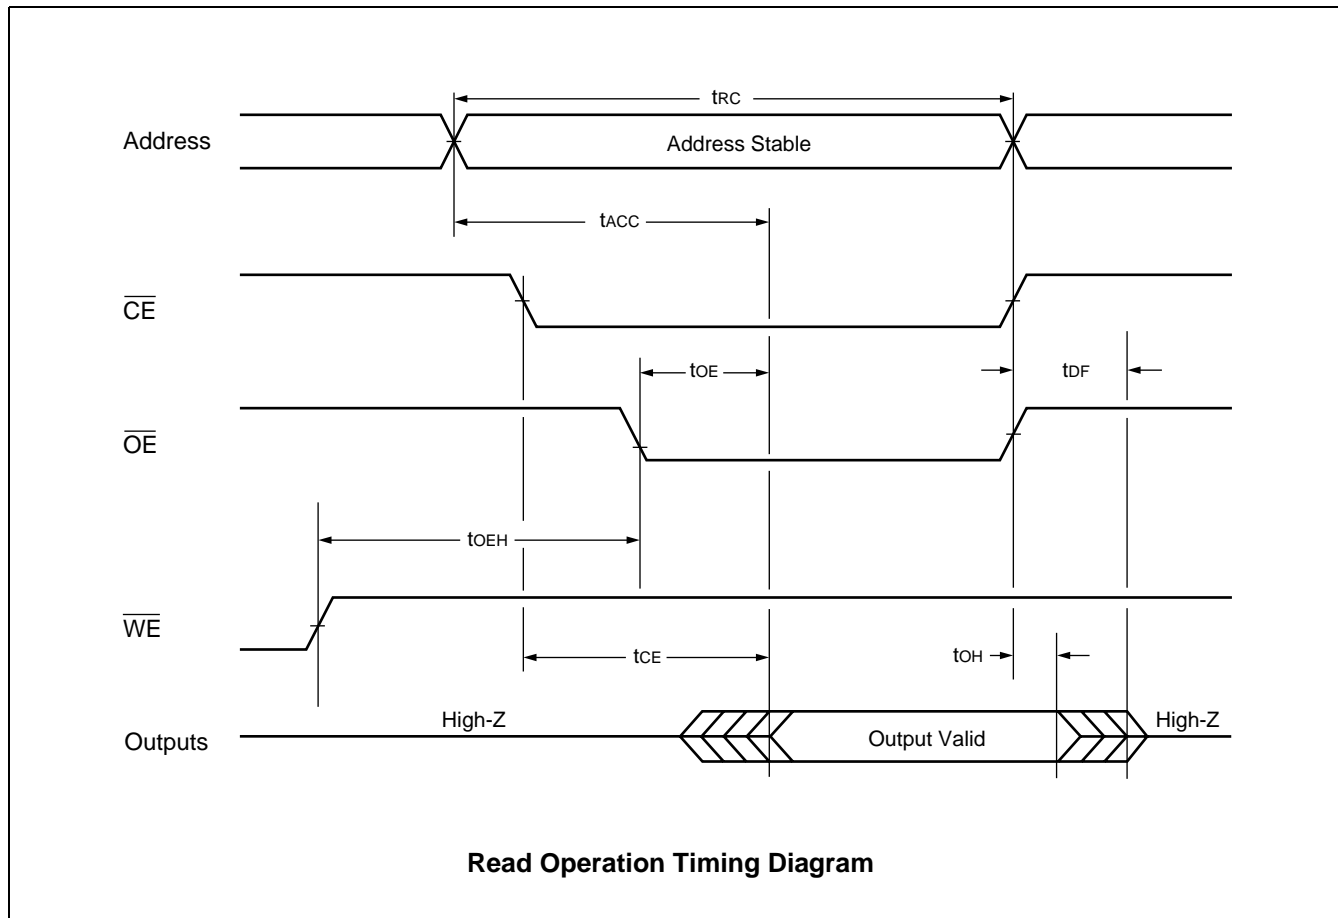 tRC
Address
Address Stable
tACC
CE
tOE
tDF
OE
tOEH
WE
tCE
tOH
High-Z
High-Z
Outputs
Output Valid
Read Operation Timing Diagram